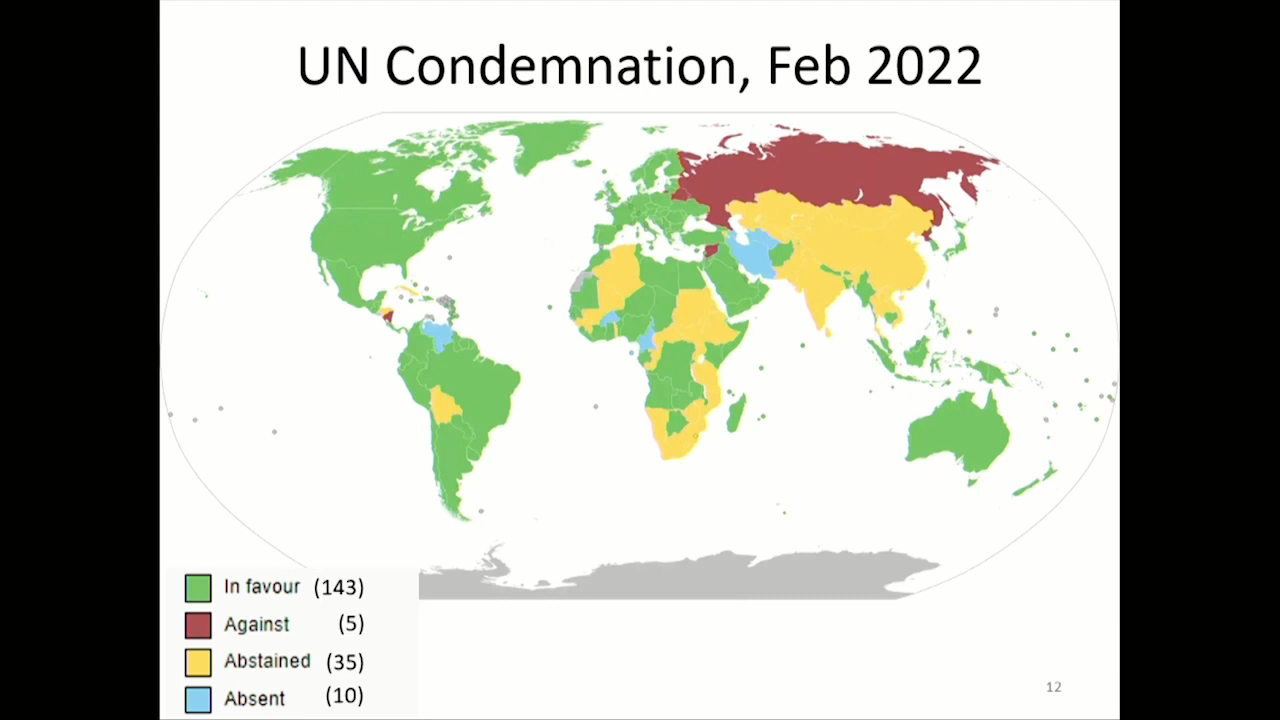 UN Condemnation, Feb 2022
In favour (143)
Against (5)
Abstained (35)
Absent (10)
12